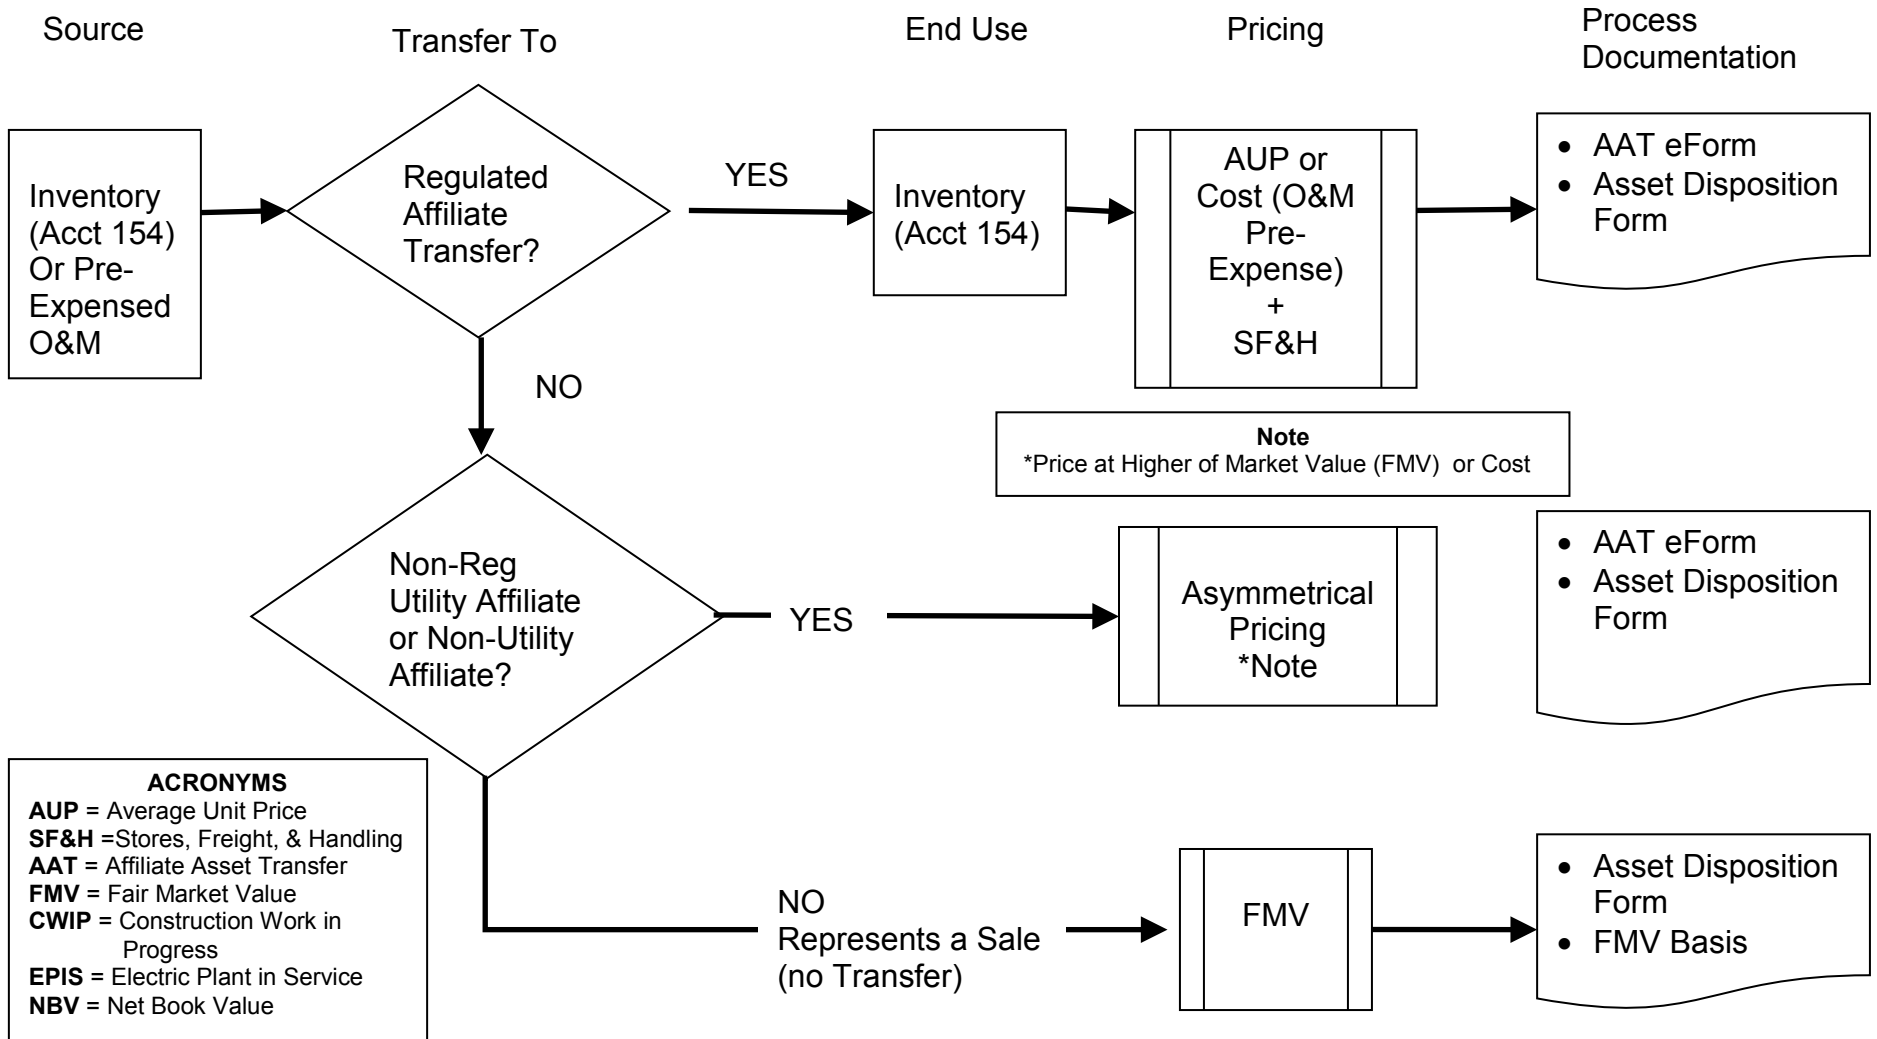 Source
Transfer To
End Use
Pricing
Process
Documentation
Inventory
(Acct 154)
Or Pre-
Expensed
O&M
Regulated
Affiliate
Transfer?
YES
Inventory
(Acct 154)
AUP or
Cost (O&M
Pre-
Expense)
+
SF&H
• AAT eForm
• Asset Disposition
Form
NO
Note
*Price at Higher of Market Value (FMV)  or Cost
Non-Reg
Utility Affiliate
or Non-Utility
Affiliate?
YES
Asymmetrical
Pricing
*Note
• AAT eForm
• Asset Disposition
Form
ACRONYMS
AUP = Average Unit Price
SF&H =Stores, Freight, & Handling
AAT = Affiliate Asset Transfer
FMV = Fair Market Value
CWIP = Construction Work in
Progress
EPIS = Electric Plant in Service
NBV = Net Book Value
NO
Represents a Sale
(no Transfer)
FMV
• Asset Disposition
Form
• FMV Basis